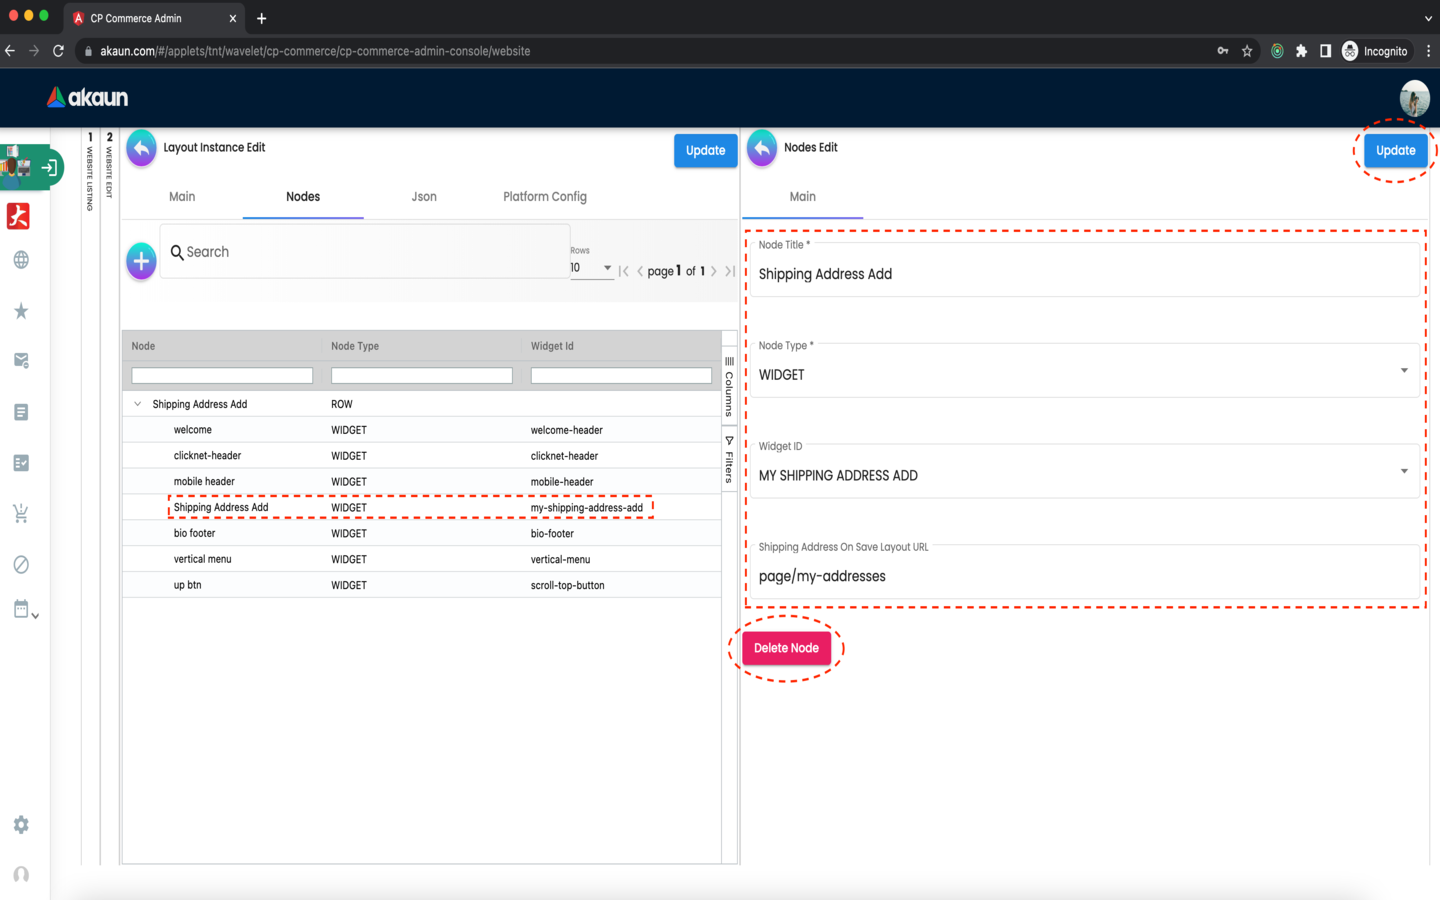 CP Commerce Admin
akaun.com/#/applets/tnt/wavelet/cp-commerce/cp-commerce-admin-console/website
Incognito
akaun
1 WEBSITE LISTING
2 WEBSITE EDIT
Layout Instance Edit
Update
Main
Nodes
Json
Platform Config
Search
Rows
10
page 1 of 1
Node
Node Type
Widget Id
Shipping Address Add ROW
welcome WIDGET welcome-header
clicknet-header WIDGET clicknet-header
mobile header WIDGET mobile-header
Shipping Address Add WIDGET my-shipping-address-add
bio footer WIDGET bio-footer
vertical menu WIDGET vertical-menu
up btn WIDGET scroll-top-button
Columns
Filters
Nodes Edit
Update
Main
Node Title *
Shipping Address Add
Node Type *
WIDGET
Widget ID
MY SHIPPING ADDRESS ADD
Shipping Address On Save Layout URL
page/my-addresses
Delete Node